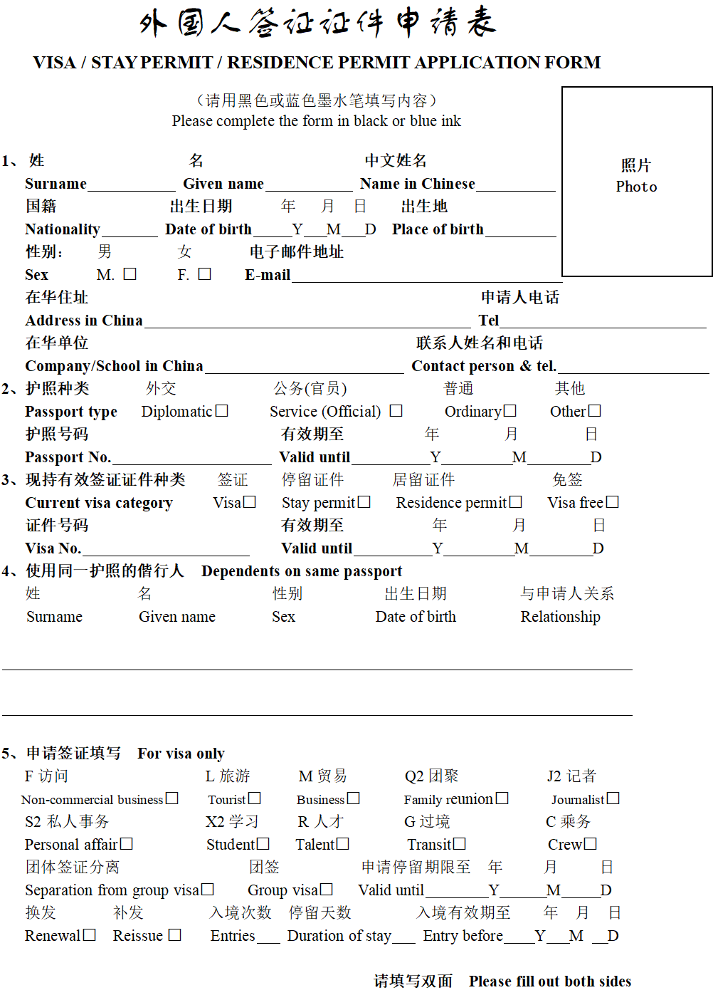 外国人签证证件申请表
VISA / STAY PERMIT / RESIDENCE PERMIT APPLICATION FORM
（请用黑色或蓝色墨水笔填写内容）
Please complete the form in black or blue ink
照片
Photo
1、 姓 名 中文姓名
Surname Given name Name in Chinese
国籍 出生日期 年 月 日 出生地
Nationality Date of birth Y M D Place of birth
性别： 男 女 电子邮件地址
Sex M. □ F. □ E-mail
在华住址 申请人电话
Address in China Tel
在华单位 联系人姓名和电话
Company/School in China Contact person & tel.
2、护照种类 外交 公务(官员) 普通 其他
Passport type Diplomatic□ Service (Official) □ Ordinary□ Other□
护照号码 有效期至 年 月 日
Passport No. Valid until Y M D
3、现持有效签证证件种类 签证 停留证件 居留证件 免签
Current visa category Visa□ Stay permit□ Residence permit□ Visa free□
证件号码 有效期至 年 月 日
Visa No. Valid until Y M D
4、使用同一护照的偕行人 Dependents on same passport
姓 名 性别 出生日期 与申请人关系
Surname Given name Sex Date of birth Relationship
5、申请签证填写 For visa only
F 访问 L 旅游 M 贸易 Q2 团聚 J2 记者
Non-commercial business□ Tourist□ Business□ Family reunion□ Journalist□
S2 私人事务 X2 学习 R 人才 G 过境 C 乘务
Personal affair□ Student□ Talent□ Transit□ Crew□
团体签证分离 团签 申请停留期限至 年 月 日
Separation from group visa□ Group visa□ Valid until Y M D
换发 补发 入境次数 停留天数 入境有效期至 年 月 日
Renewal□ Reissue □ Entries Duration of stay Entry before Y M D
请填写双面 Please fill out both sides